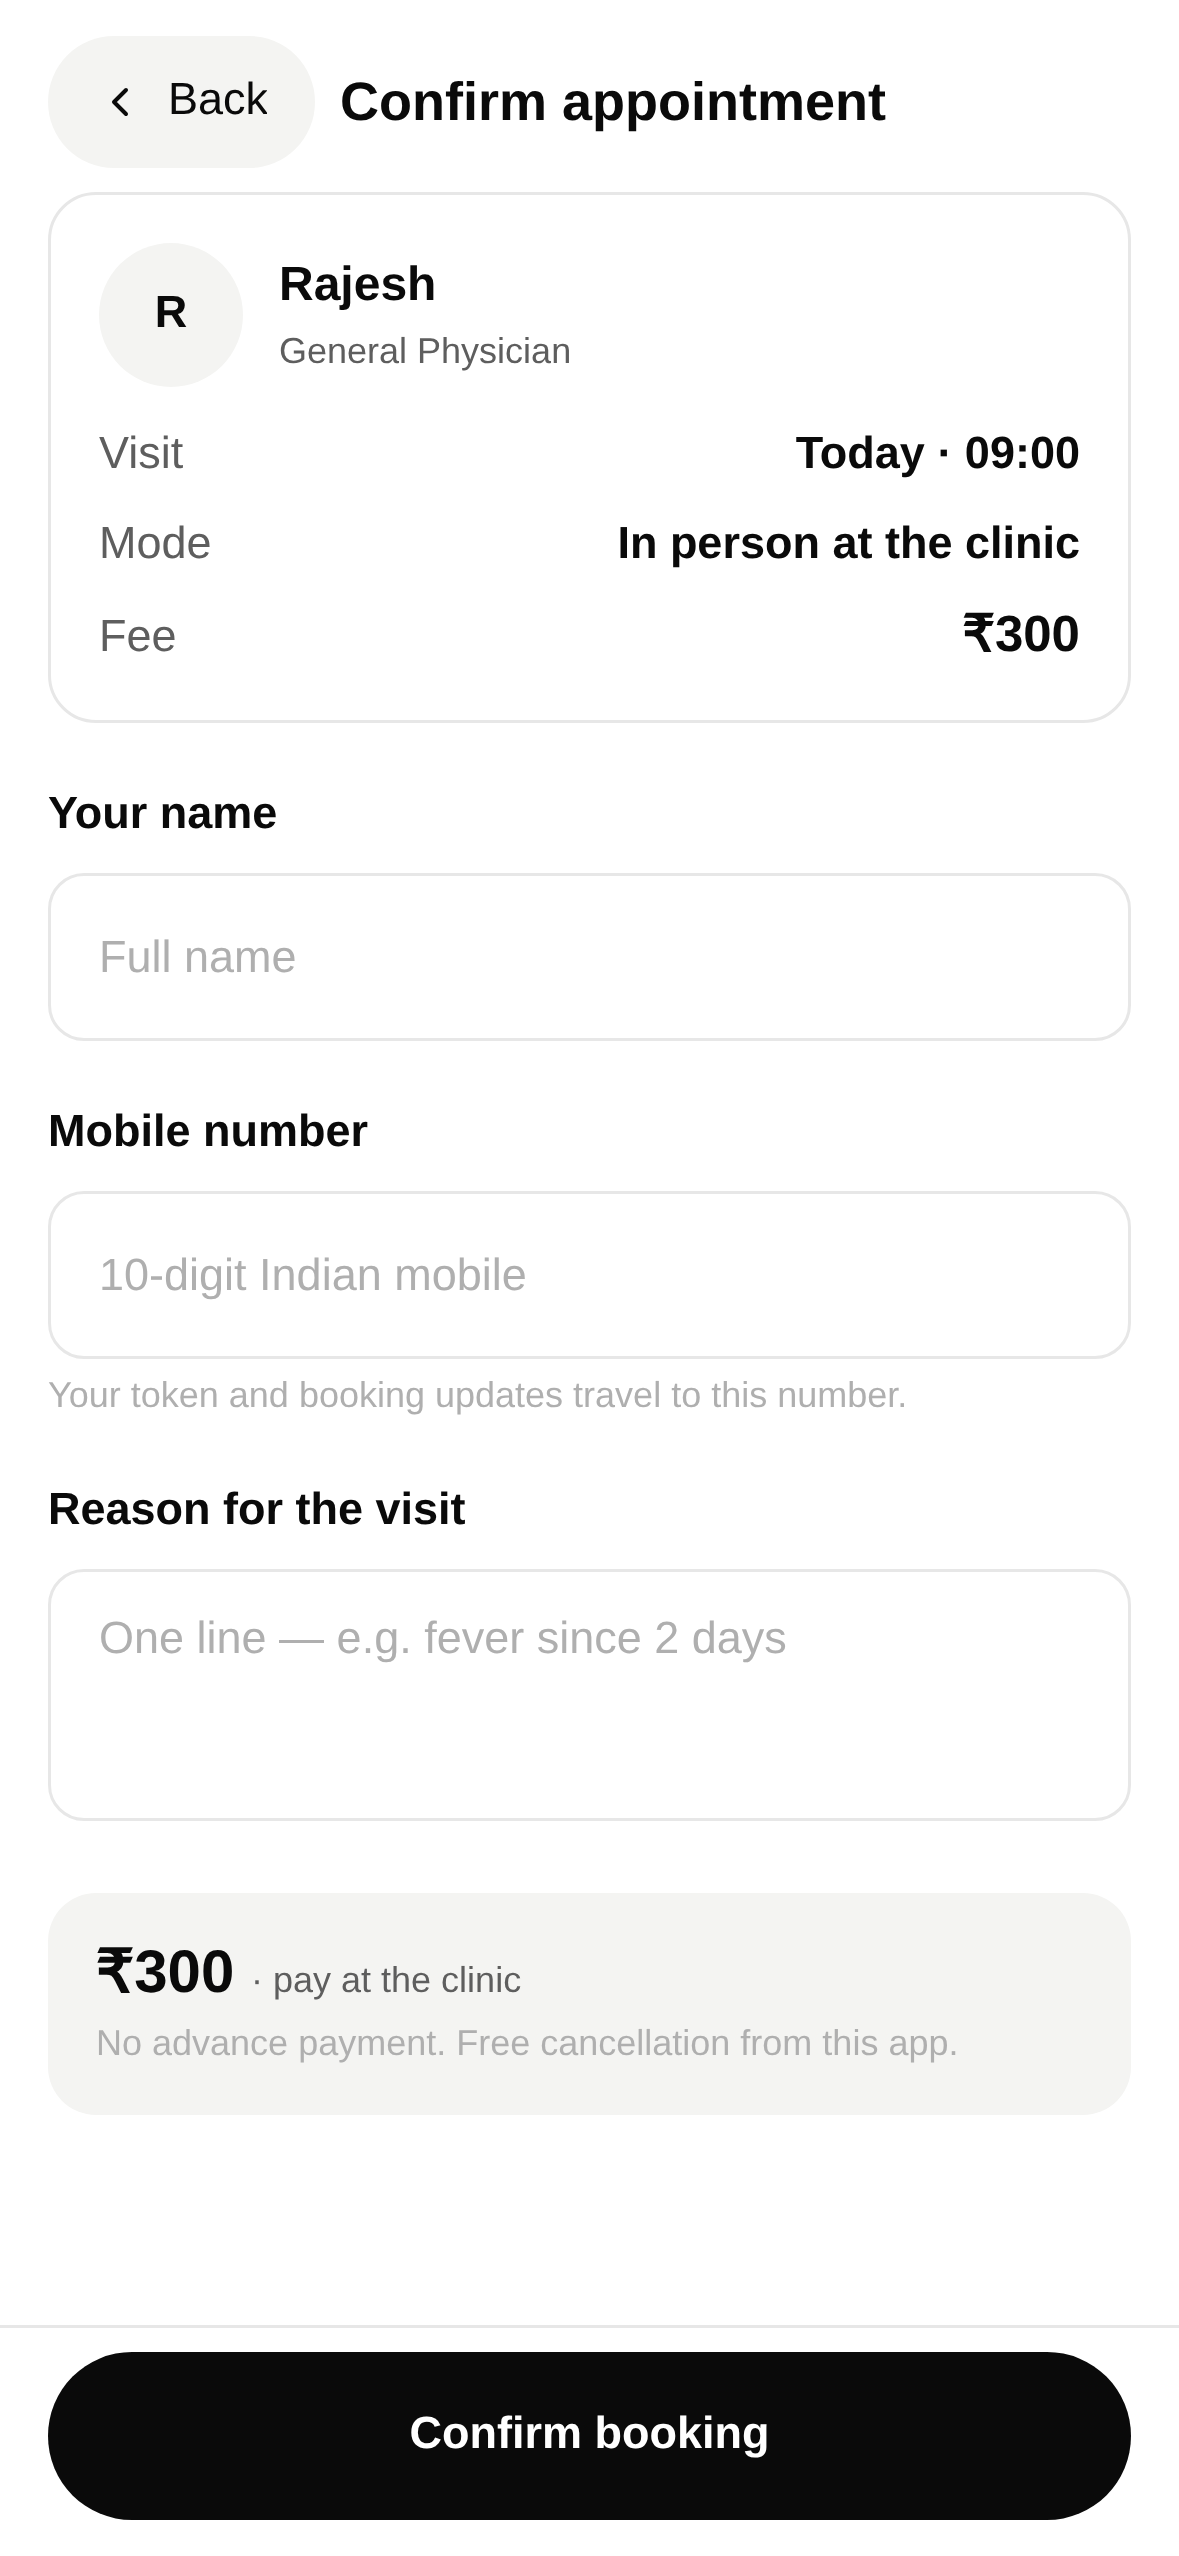 Back
Confirm appointment
R
Rajesh
General Physician
Visit
Today · 09:00
Mode
In person at the clinic
Fee
₹300
Your name
Full name
Mobile number
10-digit Indian mobile
Your token and booking updates travel to this number.
Reason for the visit
One line — e.g. fever since 2 days
₹300 · pay at the clinic
No advance payment. Free cancellation from this app.
Confirm booking